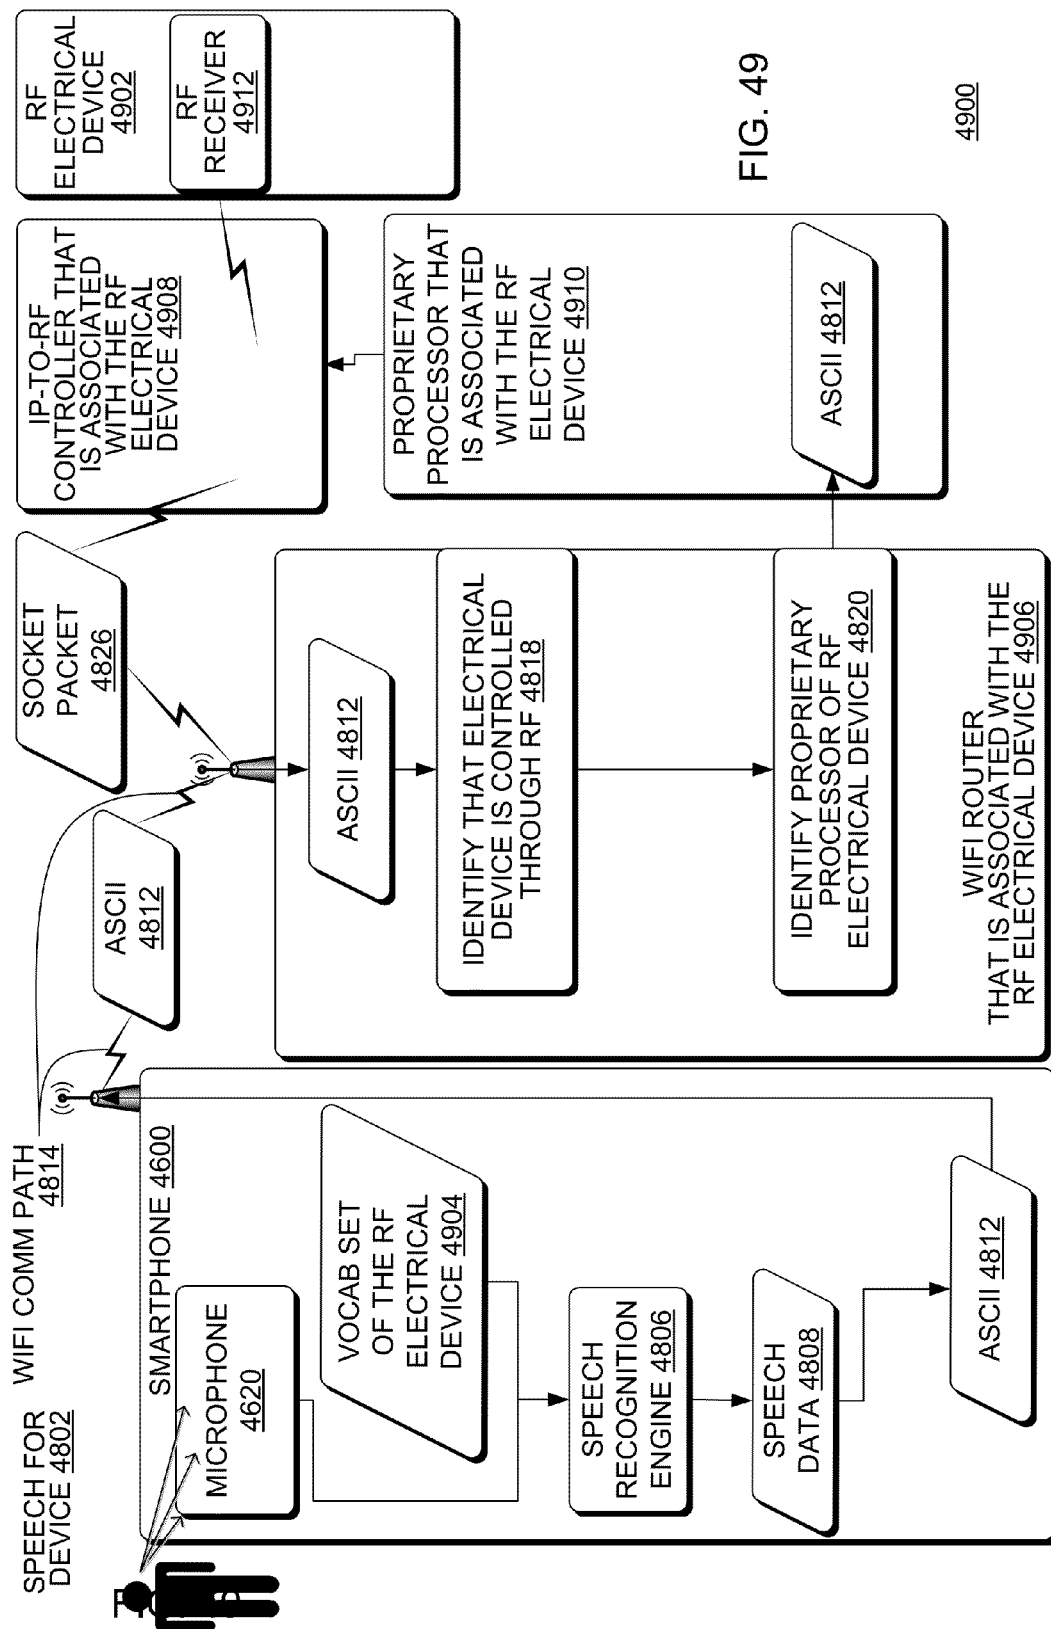 SPEECH FOR
DEVICE 4802
WIFI COMM PATH
4814
SMARTPHONE 4600
MICROPHONE
4620
VOCAB SET
OF THE RF
ELECTRICAL
DEVICE 4904
SPEECH
RECOGNITION
ENGINE 4806
SPEECH
DATA 4808
ASCII 4812
ASCII
4812
SOCKET
PACKET
4826
ASCII 4812
IDENTIFY THAT ELECTRICAL
DEVICE IS CONTROLLED
THROUGH RF 4818
IDENTIFY PROPRIETARY
PROCESSOR OF RF
ELECTRICAL DEVICE 4820
WIFI ROUTER
THAT IS ASSOCIATED WITH THE
RF ELECTRICAL DEVICE 4906
IP-TO-RF
CONTROLLER THAT
IS ASSOCIATED
WITH THE RF
ELECTRICAL
DEVICE 4908
PROPRIETARY
PROCESSOR THAT
IS ASSOCIATED
WITH THE RF
ELECTRICAL
DEVICE 4910
ASCII 4812
RF
ELECTRICAL
DEVICE
4902
RF
RECEIVER
4912
FIG. 49
4900